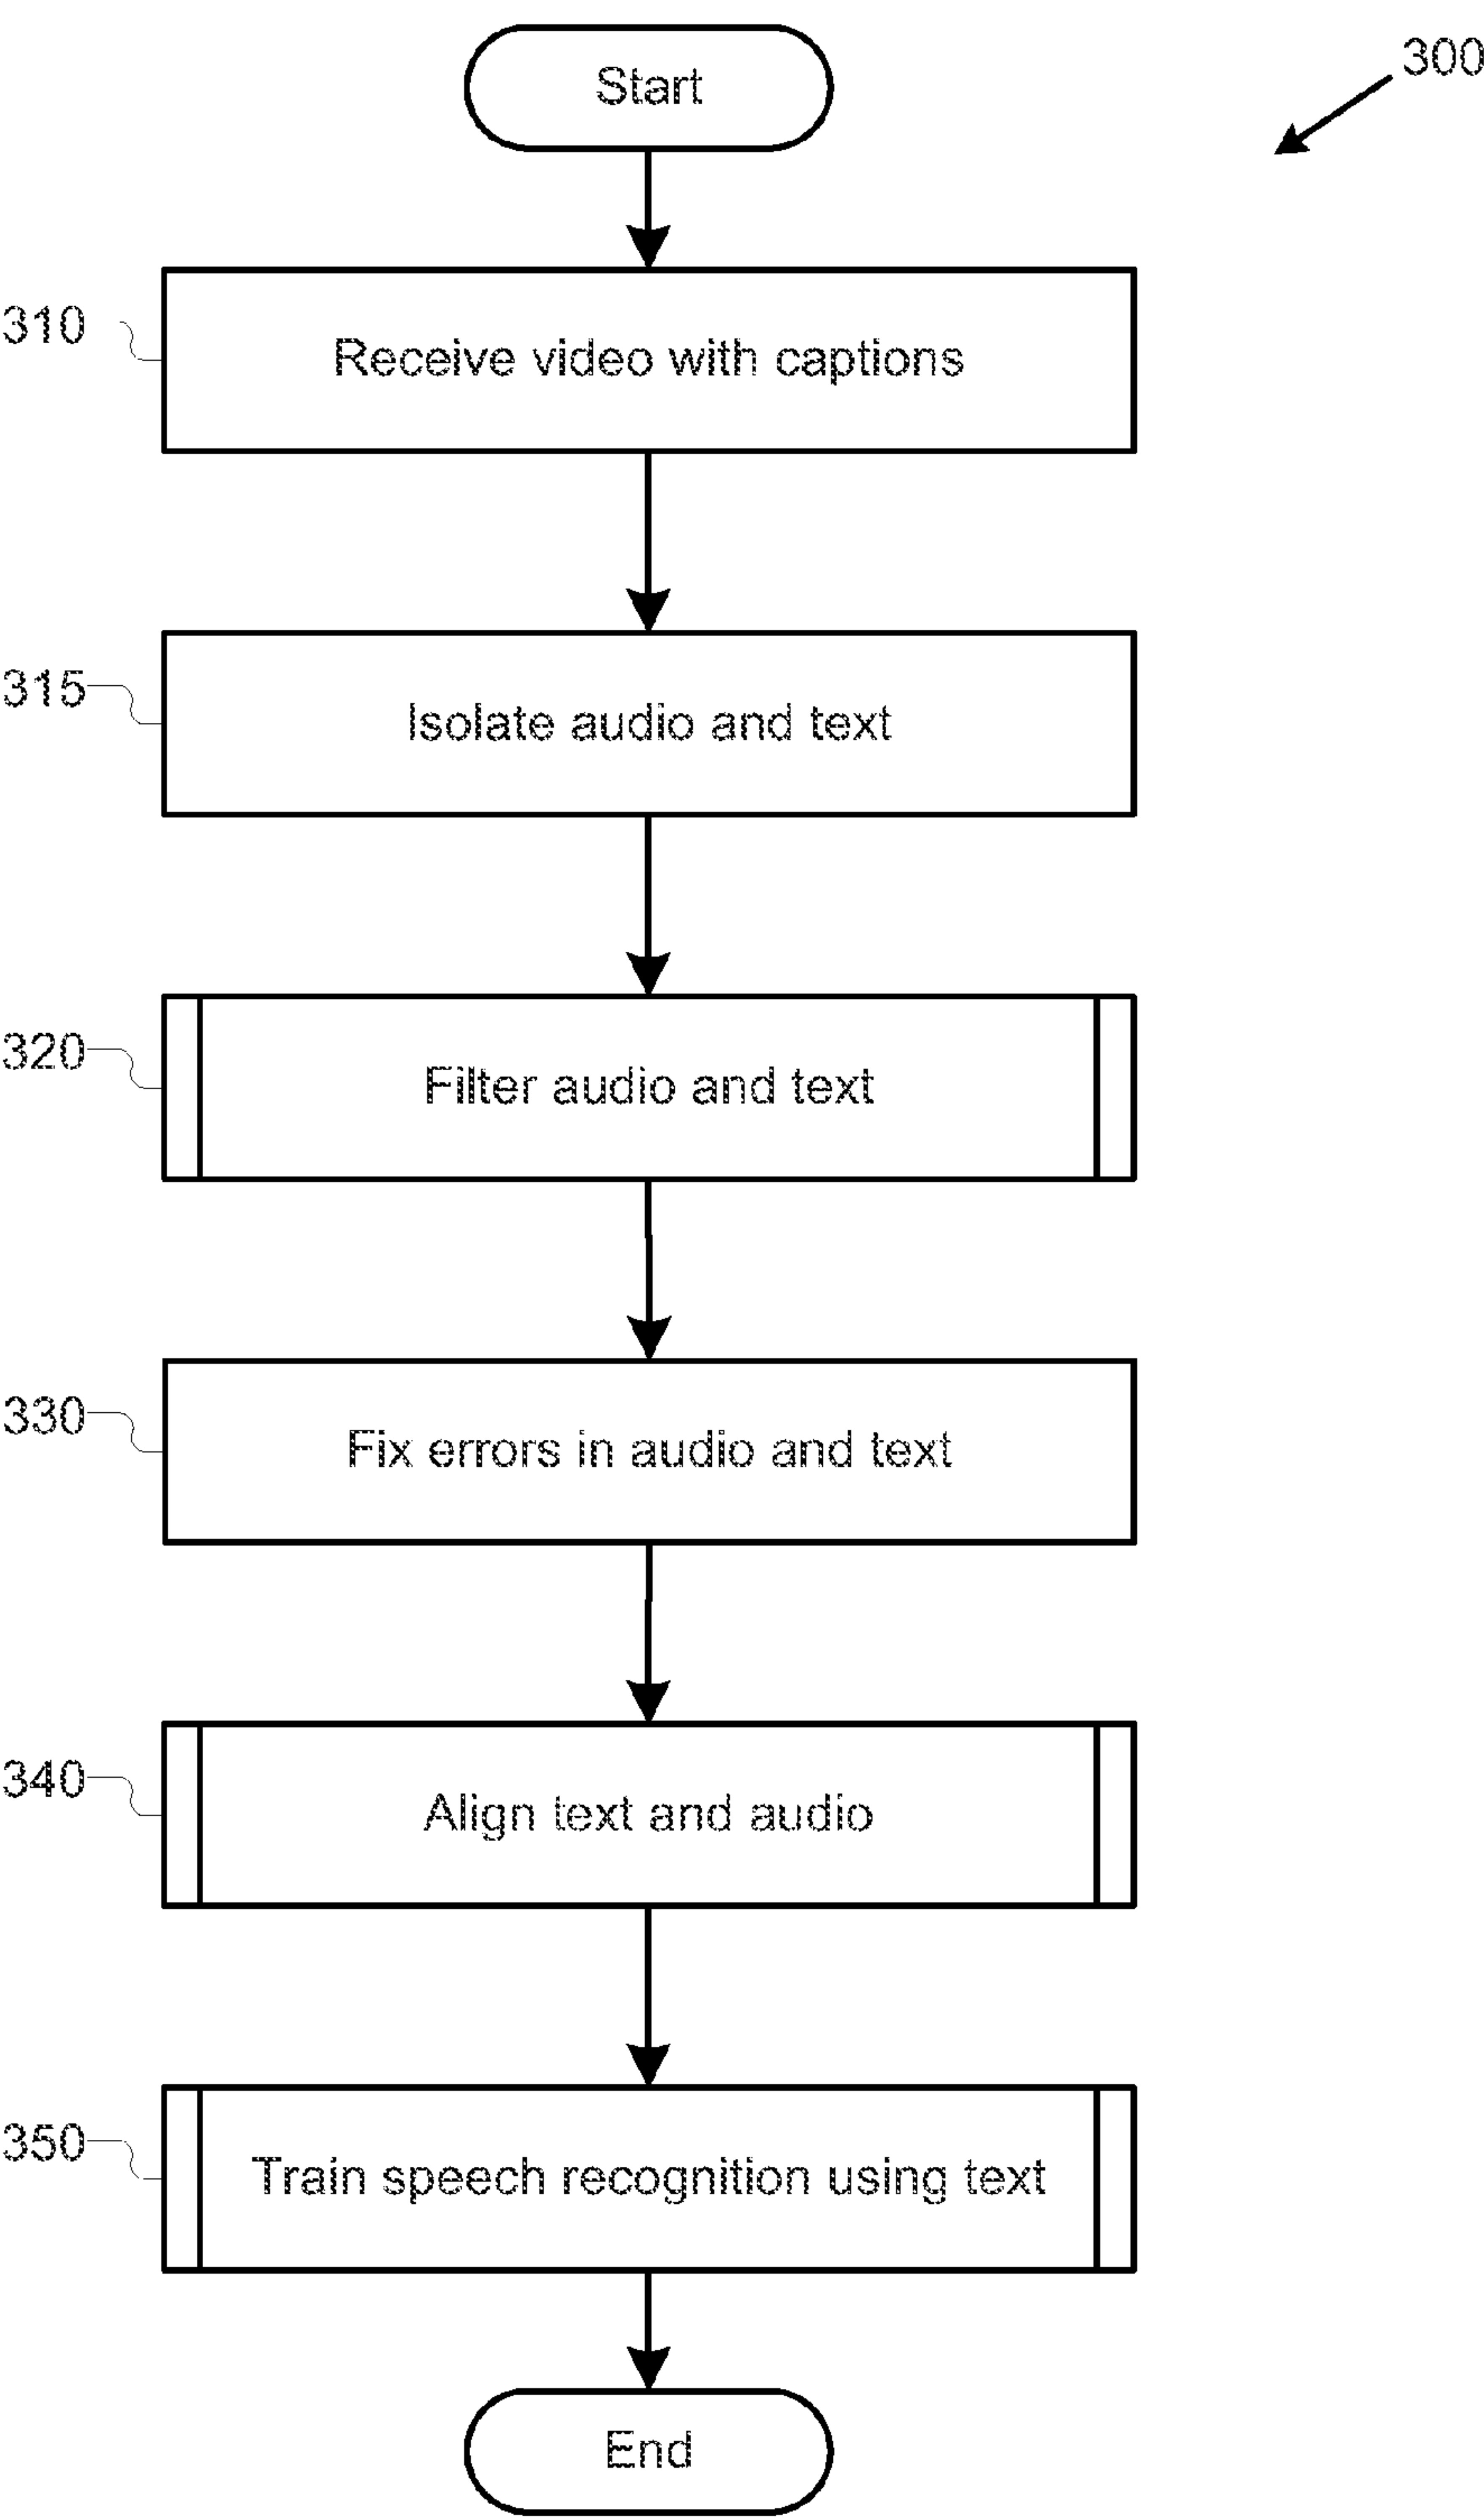 Start
300
310
Receive video with captions
315
Isolate audio and text
320
Filter audio and text
330
Fix errors in audio and text
340
Align text and audio
350
Train speech recognition using text
End